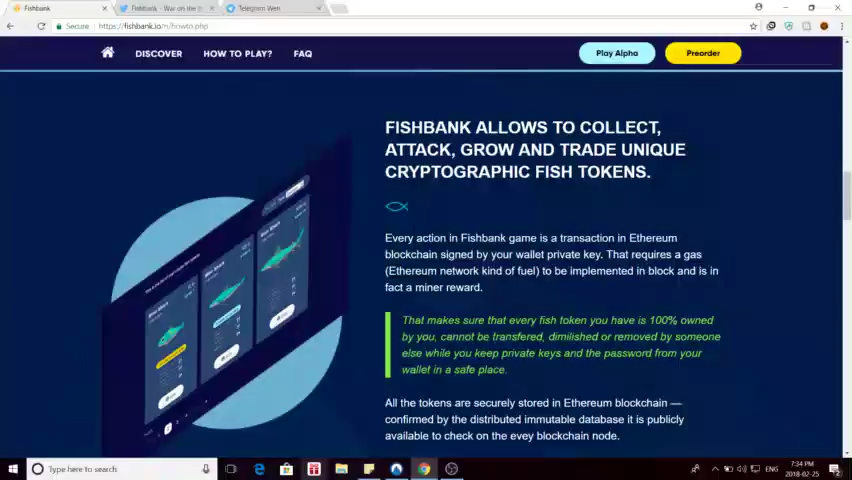 Fishbank
Fishbank - War on the b
Telegram Web
Secure
https://fishbank.io/howto.php
DISCOVER
HOW TO PLAY?
FAQ
Play Alpha
Preorder
FISHBANK ALLOWS TO COLLECT,
ATTACK, GROW AND TRADE UNIQUE
CRYPTOGRAPHIC FISH TOKENS.
Every action in Fishbank game is a transaction in Ethereum
blockchain signed by your wallet private key. That requires a gas
(Ethereum network kind of fuel) to be implemented in block and is in
fact a miner reward.
That makes sure that every fish token you have is 100% owned
by you, cannot be transfered, dimilished or removed by someone
else while you keep private keys and the password from your
wallet in a safe place.
All the tokens are securely stored in Ethereum blockchain —
confirmed by the distributed immutable database it is publicly
available to check on the evey blockchain node.
Type here to search
ENG
7:34 PM
2018-02-25